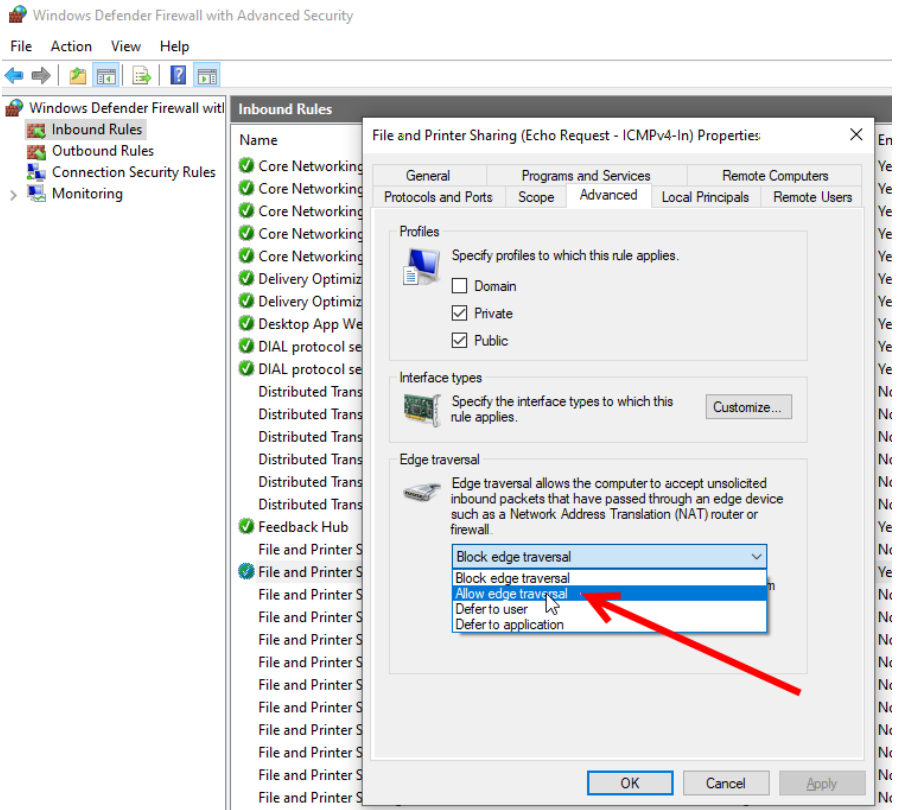 Windows Defender Firewall with Advanced Security
File Action View Help
Windows Defender Firewall witl
Inbound Rules
Outbound Rules
Connection Security Rules
Monitoring
Inbound Rules
Name
En
Core Networking
Ye
Core Networking
Ye
Core Networking
Ye
Core Networking
Ye
Core Networking
Ye
Delivery Optimiz
Ye
Delivery Optimiz
Ye
Desktop App We
Ye
DIAL protocol se
Ye
DIAL protocol se
Ye
Distributed Trans
No
Distributed Trans
No
Distributed Trans
No
Distributed Trans
No
Distributed Trans
No
Distributed Trans
No
Feedback Hub
Ye
File and Printer S
No
File and Printer S
Ye
File and Printer S
No
File and Printer S
No
File and Printer S
No
File and Printer S
No
File and Printer S
No
File and Printer S
No
File and Printer S
No
File and Printer S
No
File and Printer S
No
File and Printer S
No
File and Printer Sharing (Echo Request - ICMPv4-In) Properties
General Programs and Services Remote Computers
Protocols and Ports Scope Advanced Local Principals Remote Users
Profiles
Specify profiles to which this rule applies.
Domain
Private
Public
Interface types
Specify the interface types to which this
rule applies.
Customize...
Edge traversal
Edge traversal allows the computer to accept unsolicited
inbound packets that have passed through an edge device
such as a Network Address Translation (NAT) router or
firewall.
Block edge traversal
Block edge traversal
Allow edge traversal
Defer to user
Defer to application
OK Cancel Apply